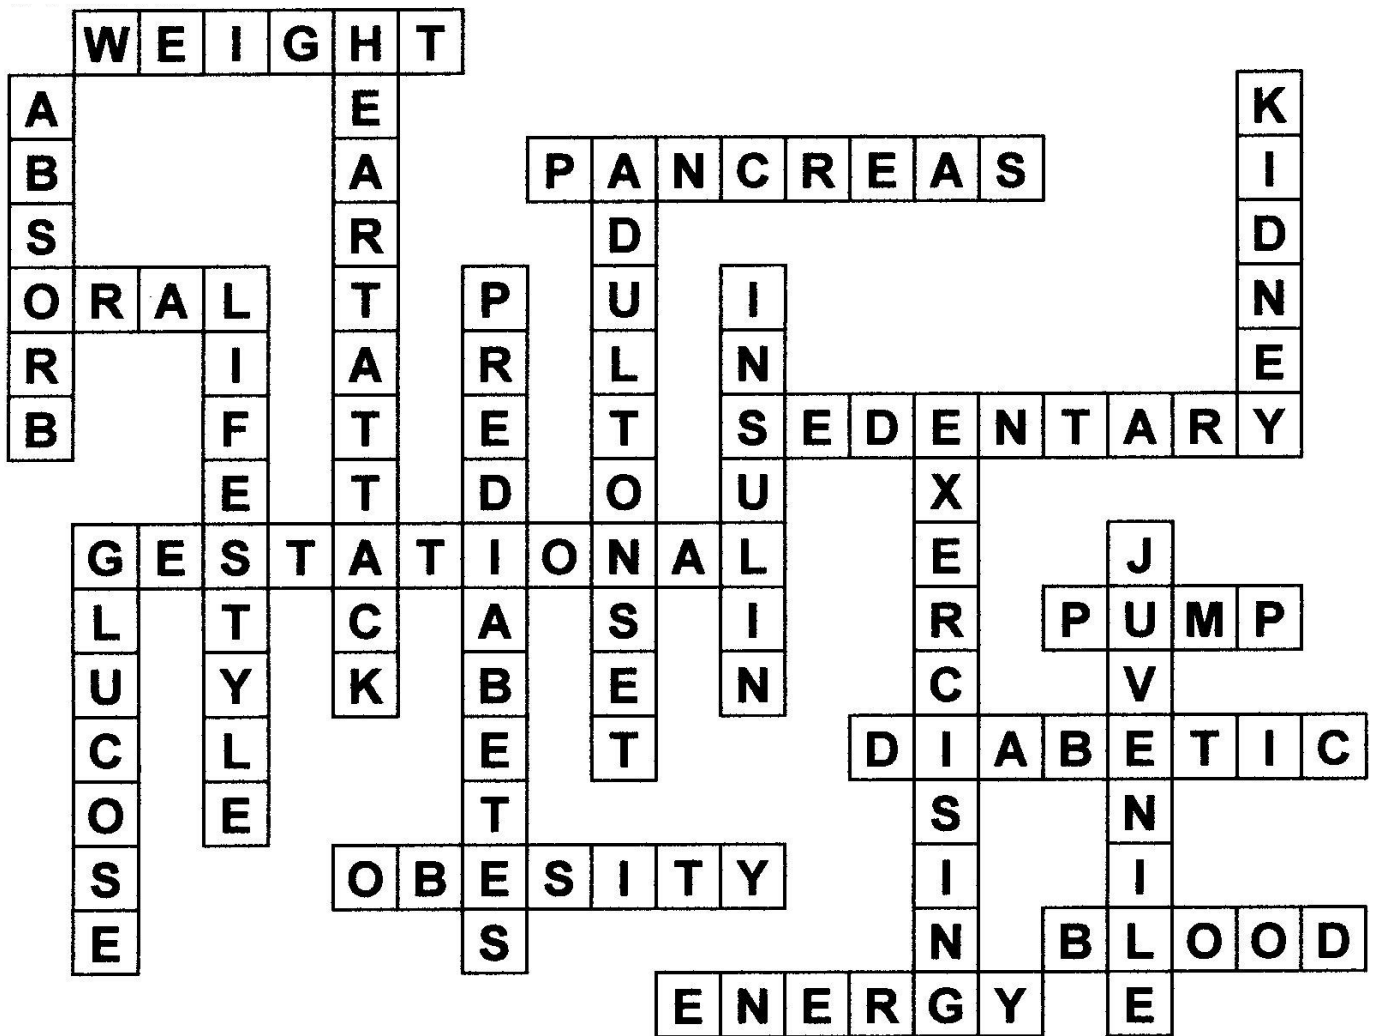 WEIGHT
HEARTATTACK
ABSORB
KIDNEY
PANCREAS
ADULTONSET
ORAL
LIFESTYLE
PREDIABETES
INSULIN
SEDENTARY
EXERCISING
GESTATIONAL
GLUCOSE
JUVENILE
PUMP
DIABETIC
OBESITY
BLOOD
ENERGY